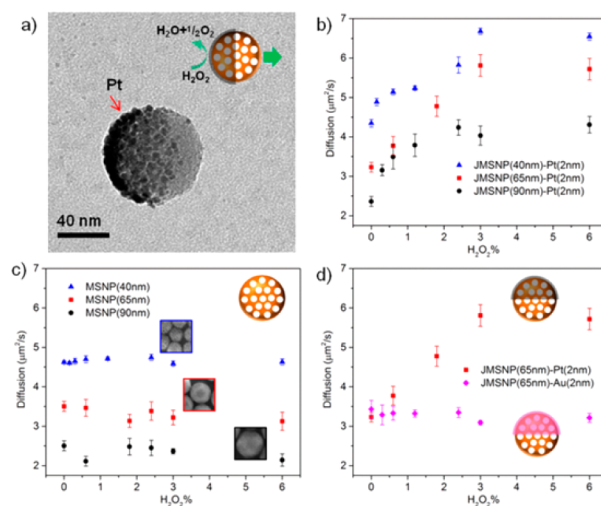 a)
H₂O+¹/₂O₂
H₂O₂
Pt
40 nm
b)
Diffusion (μm²/s)
7
6
5
4
3
2
JMSNP(40nm)-Pt(2nm)
JMSNP(65nm)-Pt(2nm)
JMSNP(90nm)-Pt(2nm)
0 1 2 3 4 5 6
H₂O₂%
c)
Diffusion (μm²/s)
7
6
5
4
3
2
MSNP(40nm)
MSNP(65nm)
MSNP(90nm)
0 1 2 3 4 5 6
H₂O₂%
d)
Diffusion (μm²/s)
7
6
5
4
3
2
JMSNP(65nm)-Pt(2nm)
JMSNP(65nm)-Au(2nm)
0 1 2 3 4 5 6
H₂O₂%